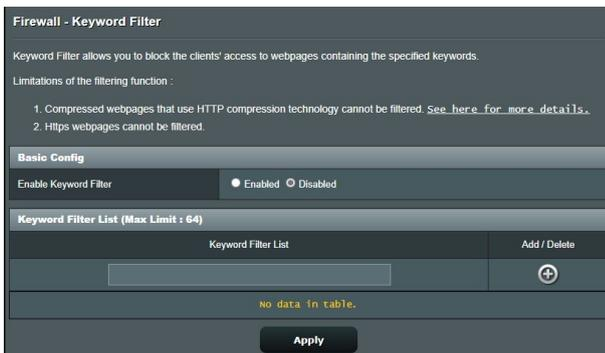 Firewall - Keyword Filter
Keyword Filter allows you to block the clients' access to webpages containing the specified keywords.
Limitations of the filtering function :
1. Compressed webpages that use HTTP compression technology cannot be filtered. See here for more details.
2. Https webpages cannot be filtered.
Basic Config
Enable Keyword Filter Enabled Disabled
Keyword Filter List (Max Limit : 64)
Keyword Filter List Add / Delete
No data in table.
Apply